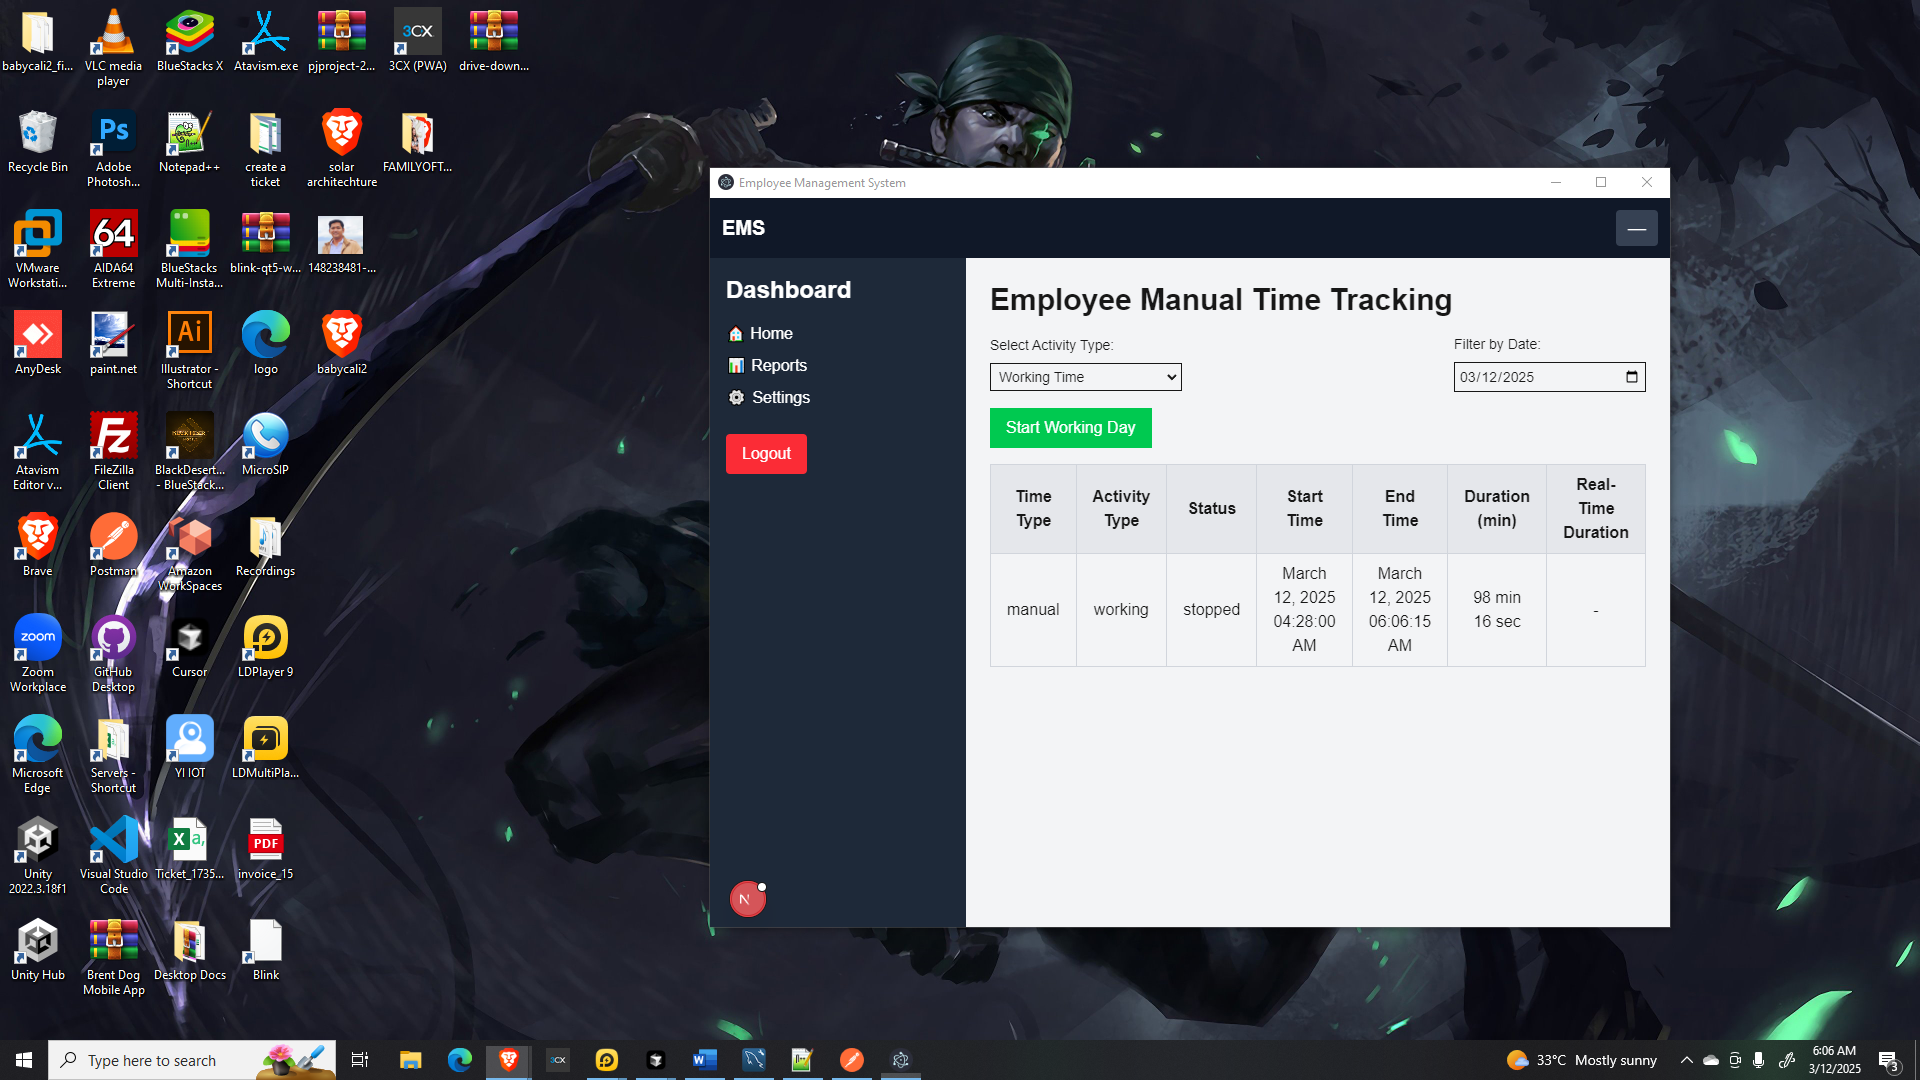 babycali2_fi...
VLC media player
BlueStacks X
Atavism.exe
pjproject-2...
3CX
3CX (PWA)
drive-down...
Recycle Bin
Ps
Adobe Photosh...
Notepad++
create a ticket
solar architechture
FAMILYOFT...
VMware Workstati...
64
AIDA64 Extreme
BlueStacks Multi-Insta...
blink-qt5-w...
148238481-...
AnyDesk
paint.net
Ai
Illustrator - Shortcut
logo
babycali2
Atavism Editor v...
Fz
FileZilla Client
BlackDesert... - BlueStack...
MicroSIP
Brave
Postman
Amazon WorkSpaces
Recordings
zoom
Zoom Workplace
GitHub Desktop
Cursor
LDPlayer 9
Microsoft Edge
Servers - Shortcut
YI IOT
LDMultiPla...
Unity 2022.3.18f1
Visual Studio Code
X a,
Ticket_1735...
PDF
invoice_15
Unity Hub
Brent Dog Mobile App
Desktop Docs
Blink
Employee Management System
EMS
—
Dashboard
Home
Reports
Settings
Logout
N
Employee Manual Time Tracking
Select Activity Type:
Filter by Date:
Working Time
03/12/2025
Start Working Day
Time Type
Activity Type
Status
Start Time
End Time
Duration (min)
Real-Time Duration
manual
working
stopped
March 12, 2025 04:28:00 AM
March 12, 2025 06:06:15 AM
98 min 16 sec
-
Type here to search
3CX
W
33°C Mostly sunny
6:06 AM
3/12/2025
3